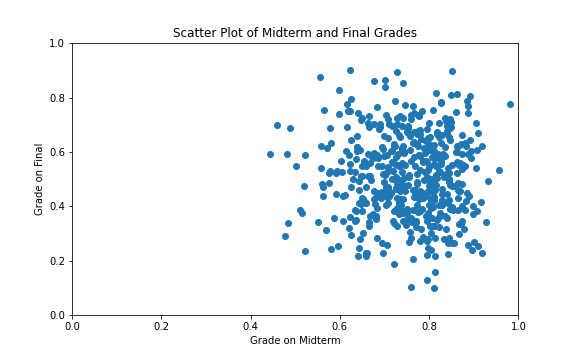 Scatter Plot of Midterm and Final Grades
1.0
0.8
0.6
0.4
0.2
0.0
Grade on Final
0.0 0.2 0.4 0.6 0.8 1.0
Grade on Midterm